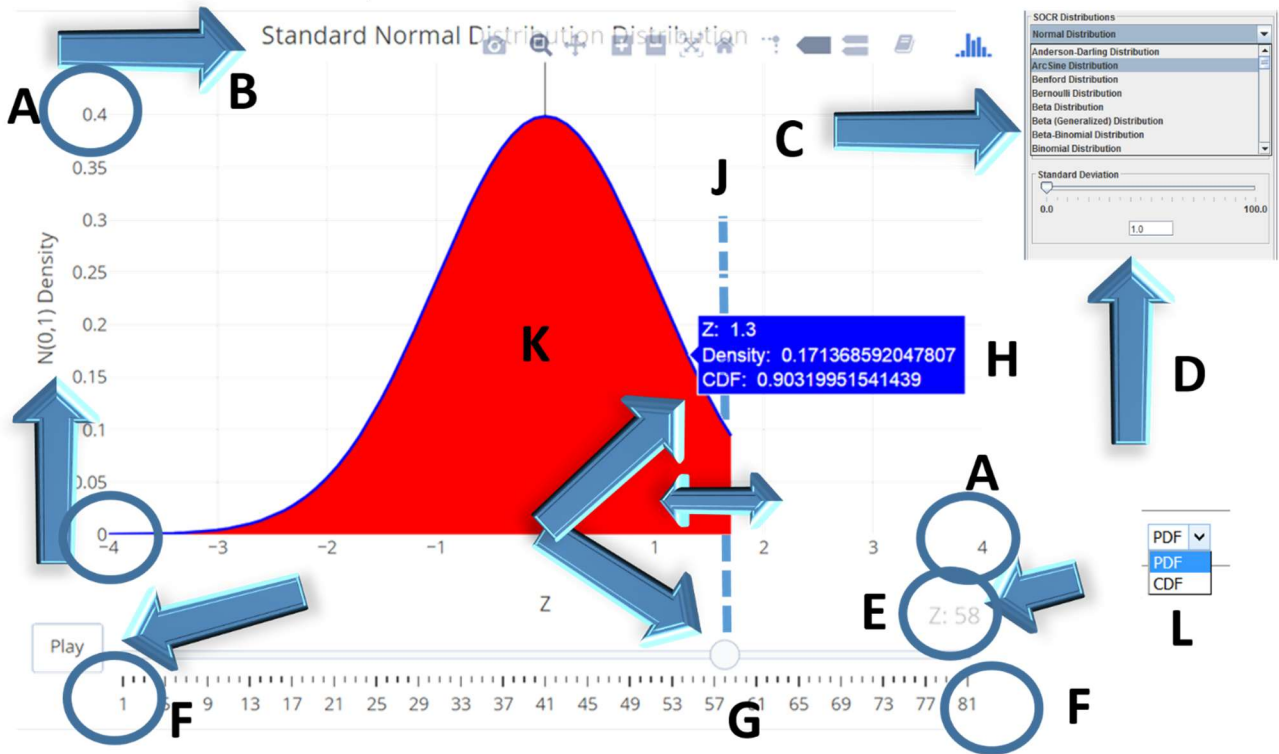 Standard Normal Distribution Distribution
A
B
0.4
0.35
0.3
0.25
0.2
0.15
0.1
0.05
0
N(0,1) Density
C
J
K
Z: 1.3
Density: 0.171368592047807
CDF: 0.90319951541439
H
SOCR Distributions
Normal Distribution
Anderson-Darling Distribution
ArcSine Distribution
Benford Distribution
Bernoulli Distribution
Beta Distribution
Beta (Generalized) Distribution
Beta-Binomial Distribution
Binomial Distribution
Standard Deviation
0.0 100.0
1.0
D
A
−4 −3 −2 −1 1 2 3 4
Z
E
Z: 58
PDF
PDF
CDF
L
Play
1 5 9 13 17 21 25 29 33 37 41 45 49 53 57 61 65 69 73 77 81
F
G
F